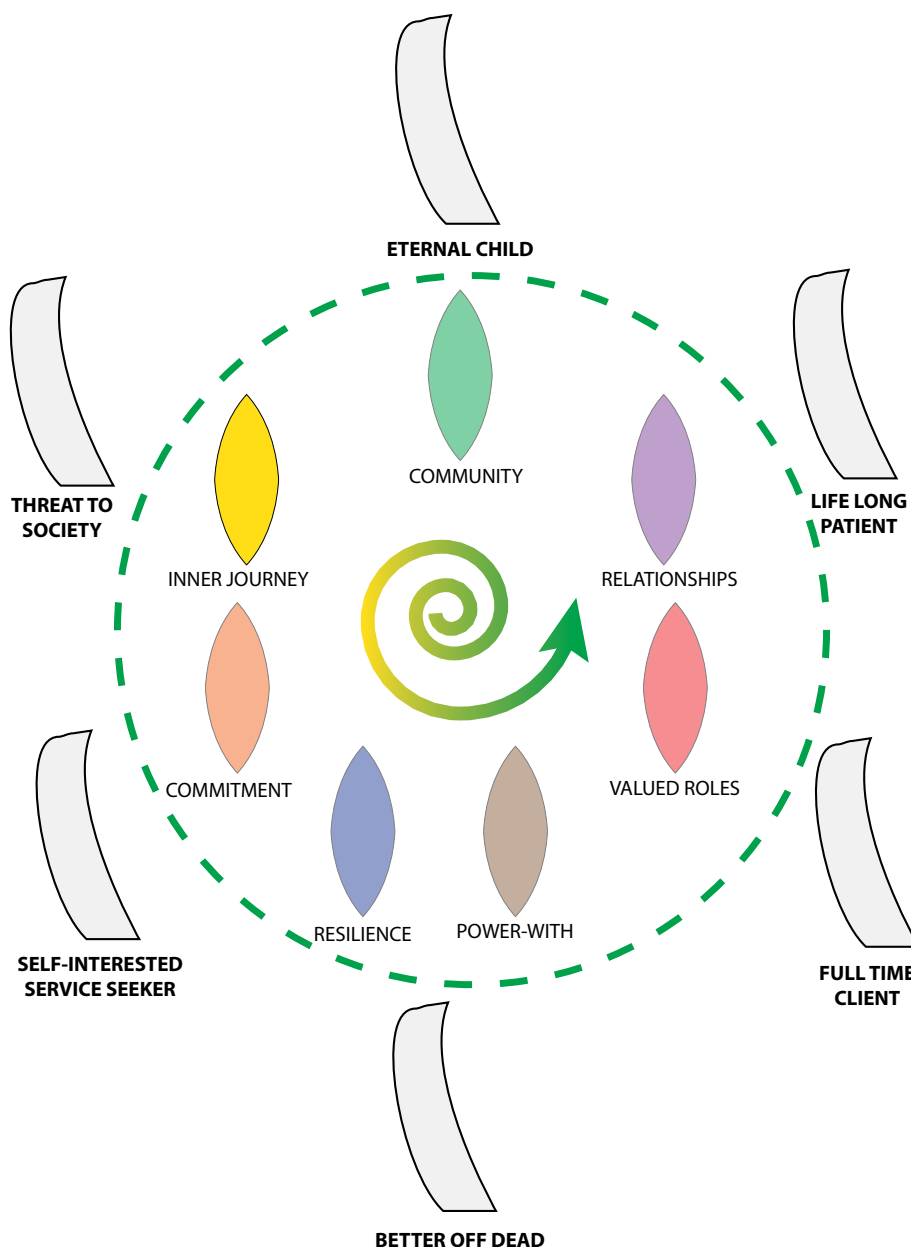 ETERNAL CHILD
COMMUNITY
THREAT TO
SOCIETY
LIFE LONG
PATIENT
INNER JOURNEY
RELATIONSHIPS
COMMITMENT
VALUED ROLES
RESILIENCE
POWER-WITH
SELF-INTERESTED
SERVICE SEEKER
FULL TIME
CLIENT
BETTER OFF DEAD